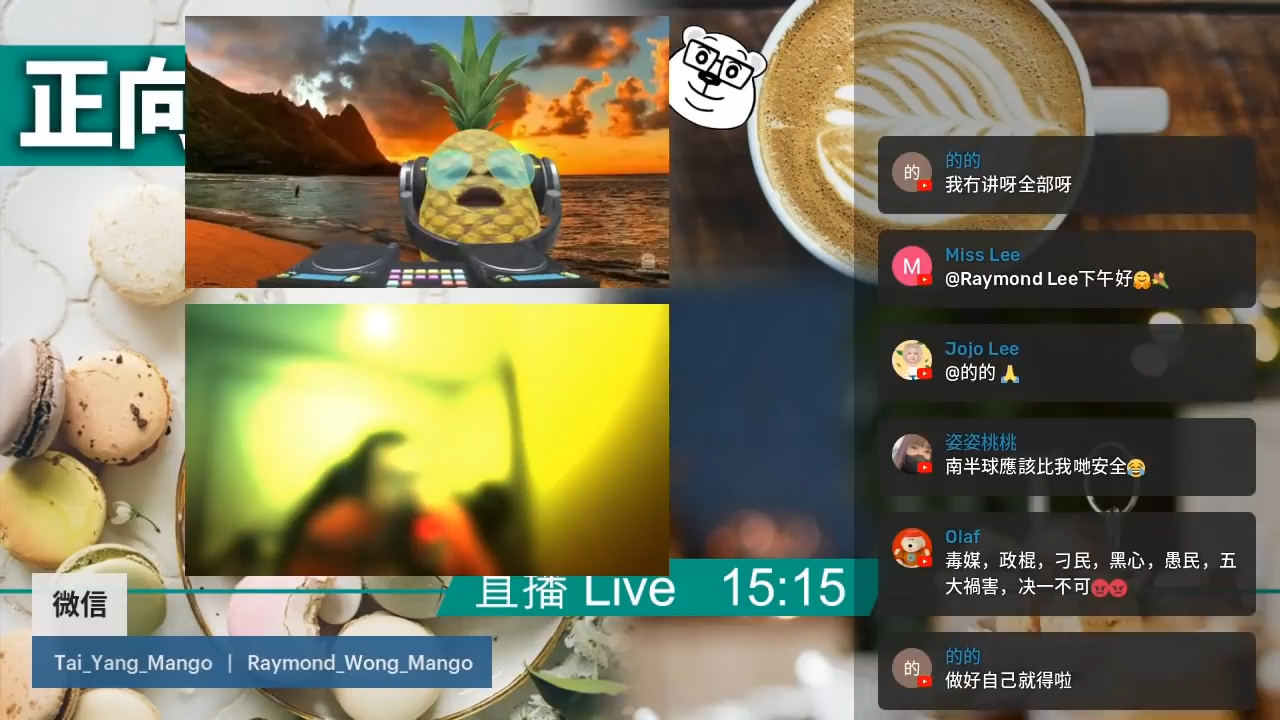 正向
的
的的
我冇讲呀全部呀
M
Miss Lee
@Raymond Lee下午好🤗💐
Jojo Lee
@的的 🙏
姿姿桃桃
南半球應該比我哋安全😂
Olaf
毒媒，政棍，刁民，黑心，愚民，五
大禍害，决一不可😡😡
直播 Live 15:15
微信
Tai_Yang_Mango | Raymond_Wong_Mango
的
的的
做好自己就得啦